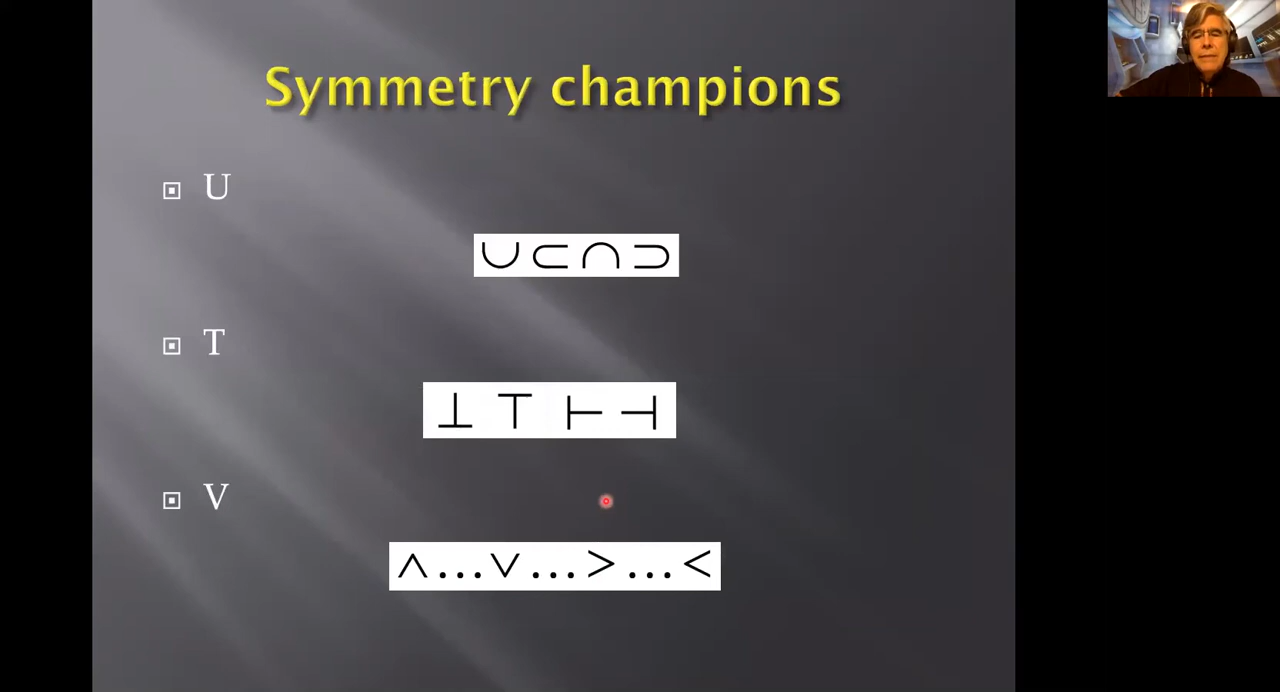 Symmetry champions
U
∪ ⊂ ∩ ⊃
T
⊥ ⊤ ⊢ ⊣
V
∧...∨...>...<